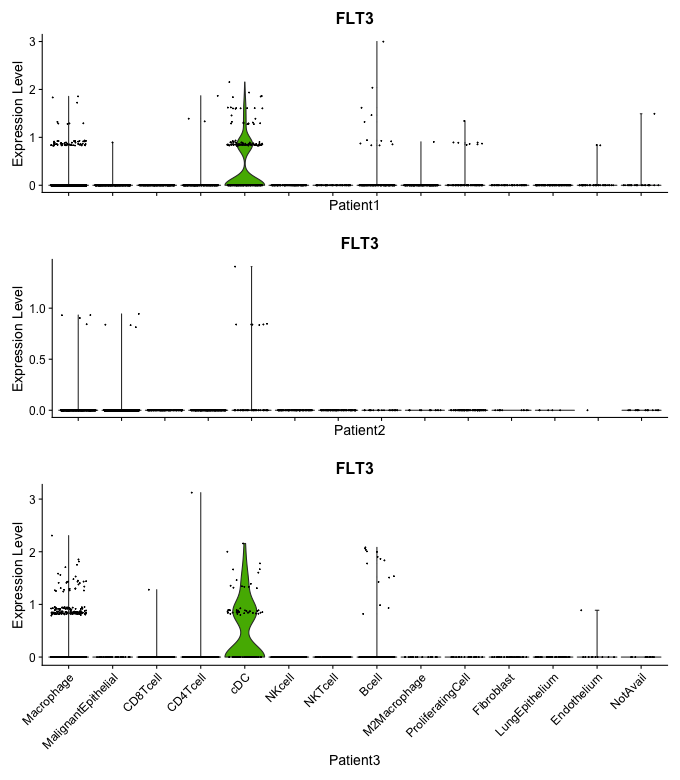 FLT3
Expression Level
3
2
1
0
Patient1
FLT3
Expression Level
1.0
0.5
0.0
Patient2
FLT3
Expression Level
3
2
1
0
Macrophage
MalignantEpithelial
CD8Tcell
CD4Tcell
cDC
NKcell
NKTcell
Bcell
M2Macrophage
ProliferatingCell
Fibroblast
LungEpithelium
Endothelium
NotAvail
Patient3